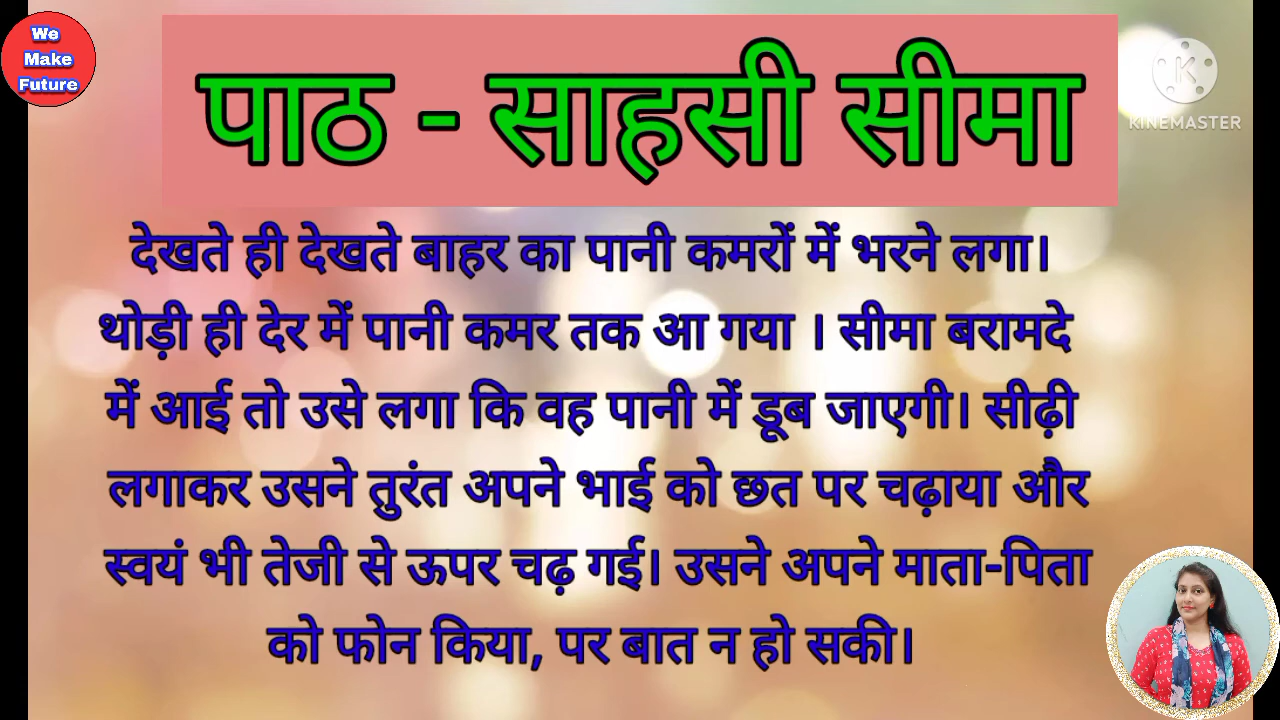 We
Make
Future
पाठ - साहसी सीमा
KINEMASTER
देखते ही देखते बाहर का पानी कमरों में भरने लगा।
थोड़ी ही देर में पानी कमर तक आ गया । सीमा बरामदे
में आई तो उसे लगा कि वह पानी में डूब जाएगी। सीढ़ी
लगाकर उसने तुरंत अपने भाई को छत पर चढ़ाया और
स्वयं भी तेजी से ऊपर चढ़ गई। उसने अपने माता-पिता
को फोन किया, पर बात न हो सकी।